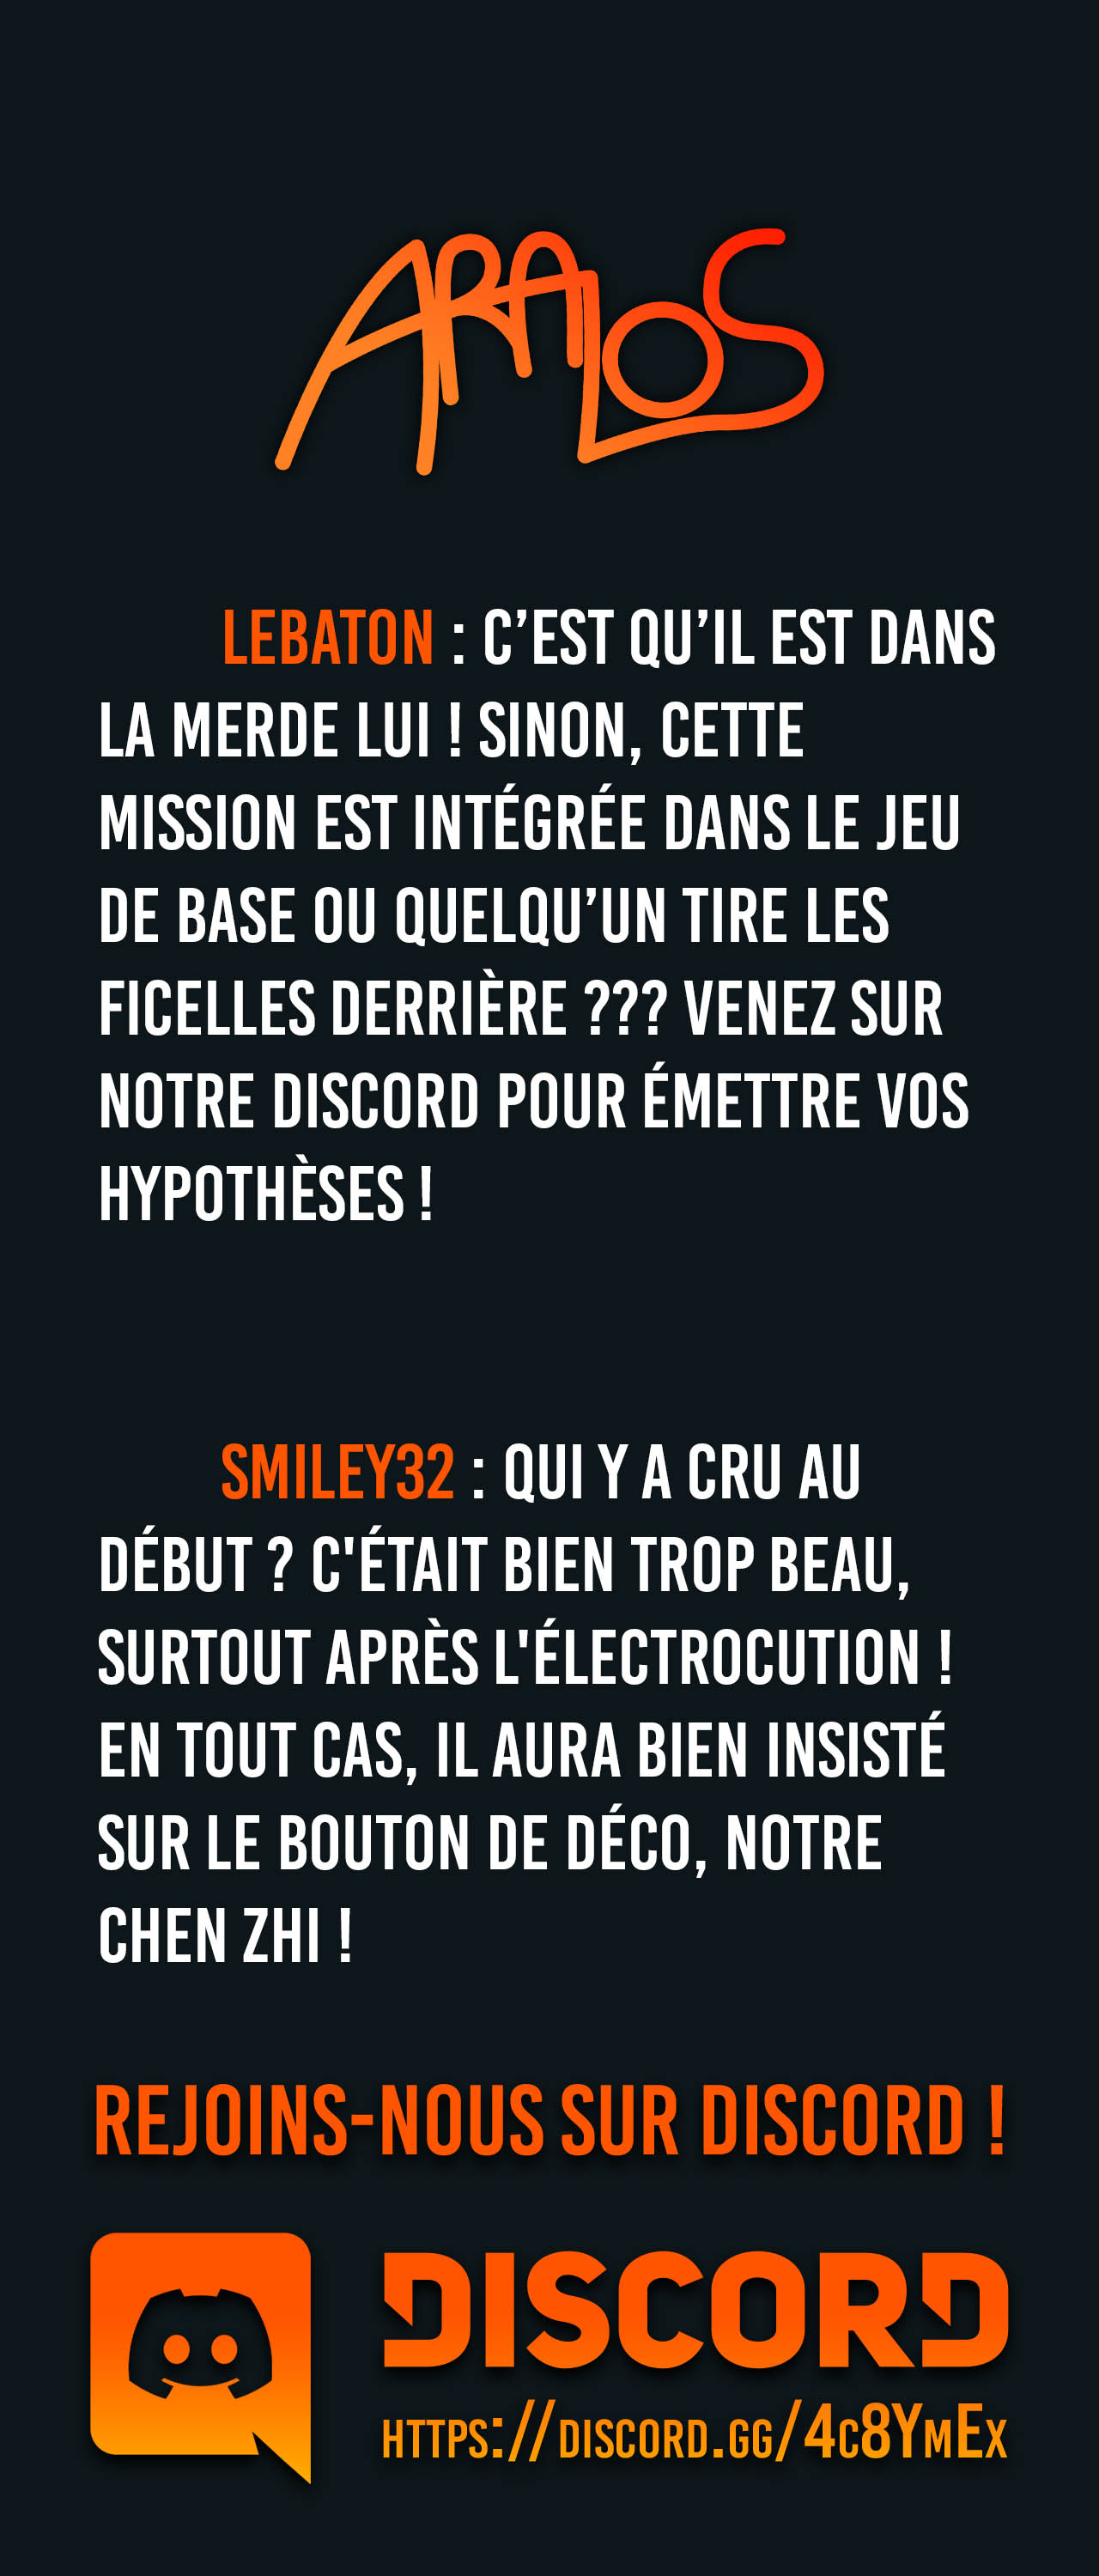 ARALOS
LEBATON : C’EST QU’IL EST DANS
LA MERDE LUI ! SINON, CETTE
MISSION EST INTÉGRÉE DANS LE JEU
DE BASE OU QUELQU’UN TIRE LES
FICELLES DERRIÈRE ??? VENEZ SUR
NOTRE DISCORD POUR ÉMETTRE VOS
HYPOTHÈSES !
SMILEY32 : QUI Y A CRU AU
DÉBUT ? C'ÉTAIT BIEN TROP BEAU,
SURTOUT APRÈS L'ÉLECTROCUTION !
EN TOUT CAS, IL AURA BIEN INSISTÉ
SUR LE BOUTON DE DÉCO, NOTRE
CHEN ZHI !
REJOINS-NOUS SUR DISCORD !
DISCORD
https://discord.gg/4c8YmEx